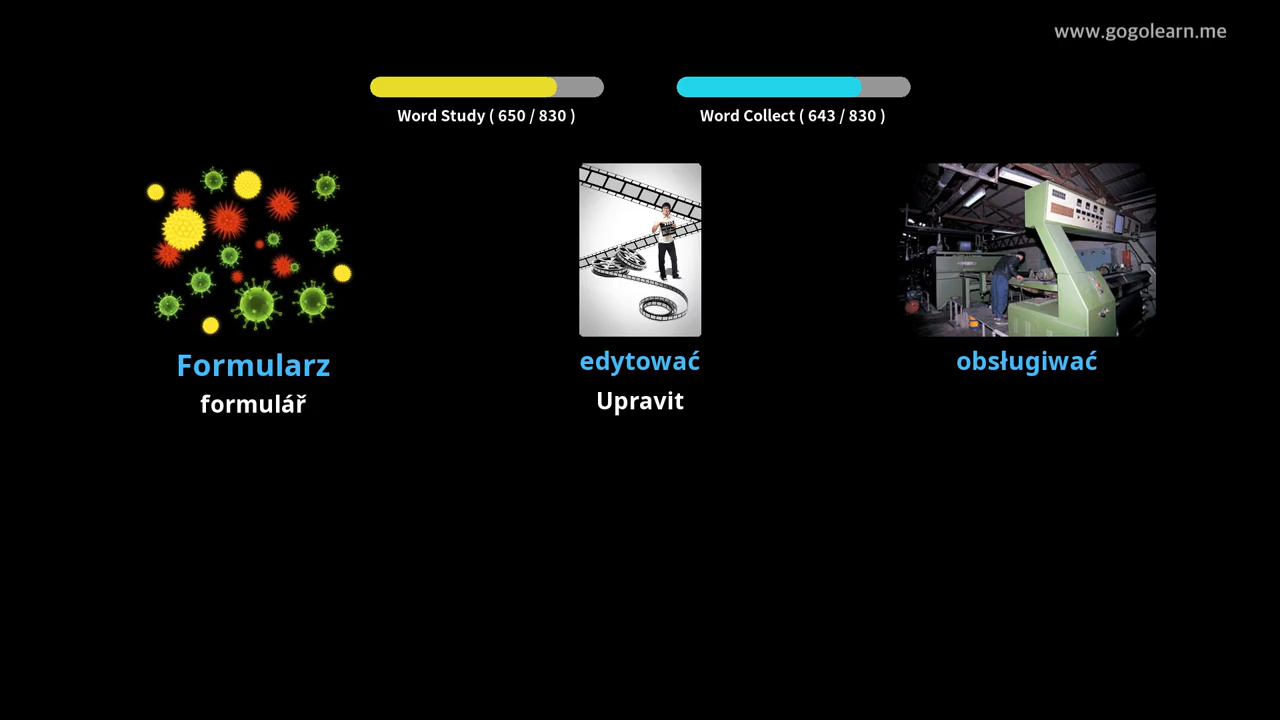 www.gogolearn.me
Word Study ( 650 / 830 )
Word Collect ( 643 / 830 )
Formularz
formulář
edytować
Upravit
obsługiwać